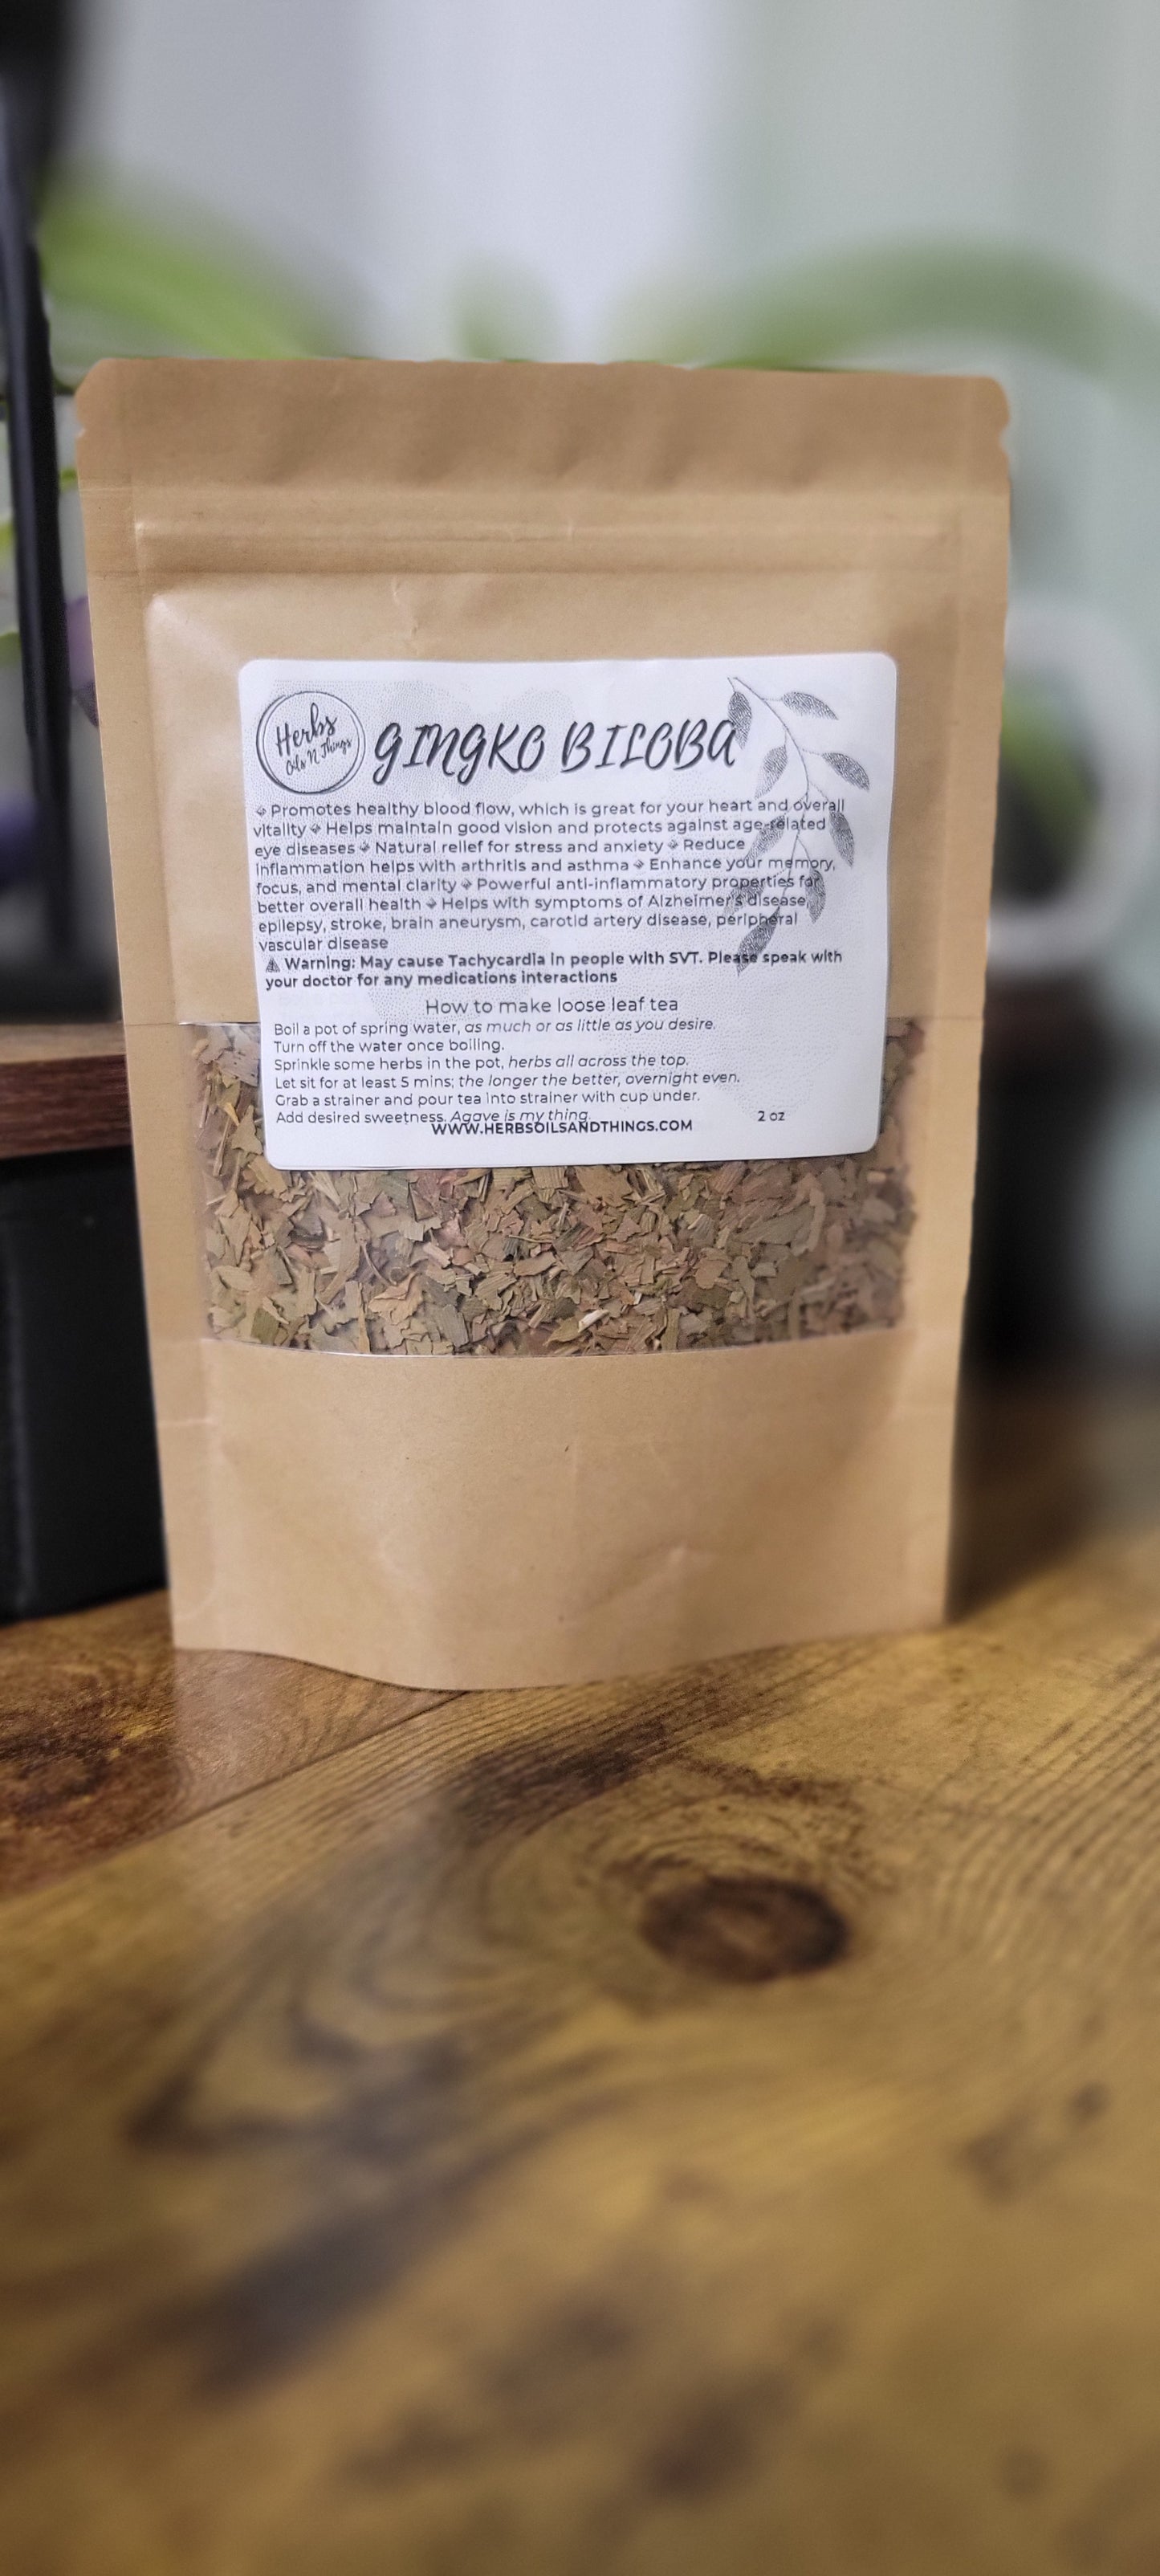 Herbs
Oils N Things
GINGKO BILOBA
❖ Promotes healthy blood flow, which is great for your heart and overall
vitality ❖ Helps maintain good vision and protects against age-related
eye diseases ❖ Natural relief for stress and anxiety ❖ Reduce
inflammation helps with arthritis and asthma ❖ Enhance your memory,
focus, and mental clarity ❖ Powerful anti-inflammatory properties for
better overall health ❖ Helps with symptoms of Alzheimer's disease,
epilepsy, stroke, brain aneurysm, carotid artery disease, peripheral
vascular disease
⚠ Warning: May cause Tachycardia in people with SVT. Please speak with
your doctor for any medications interactions
How to make loose leaf tea
Boil a pot of spring water, as much or as little as you desire.
Turn off the water once boiling.
Sprinkle some herbs in the pot, herbs all across the top.
Let sit for at least 5 mins; the longer the better, overnight even.
Grab a strainer and pour tea into strainer with cup under.
Add desired sweetness. Agave is my thing.
WWW.HERBSOILSANDTHINGS.COM
2 oz